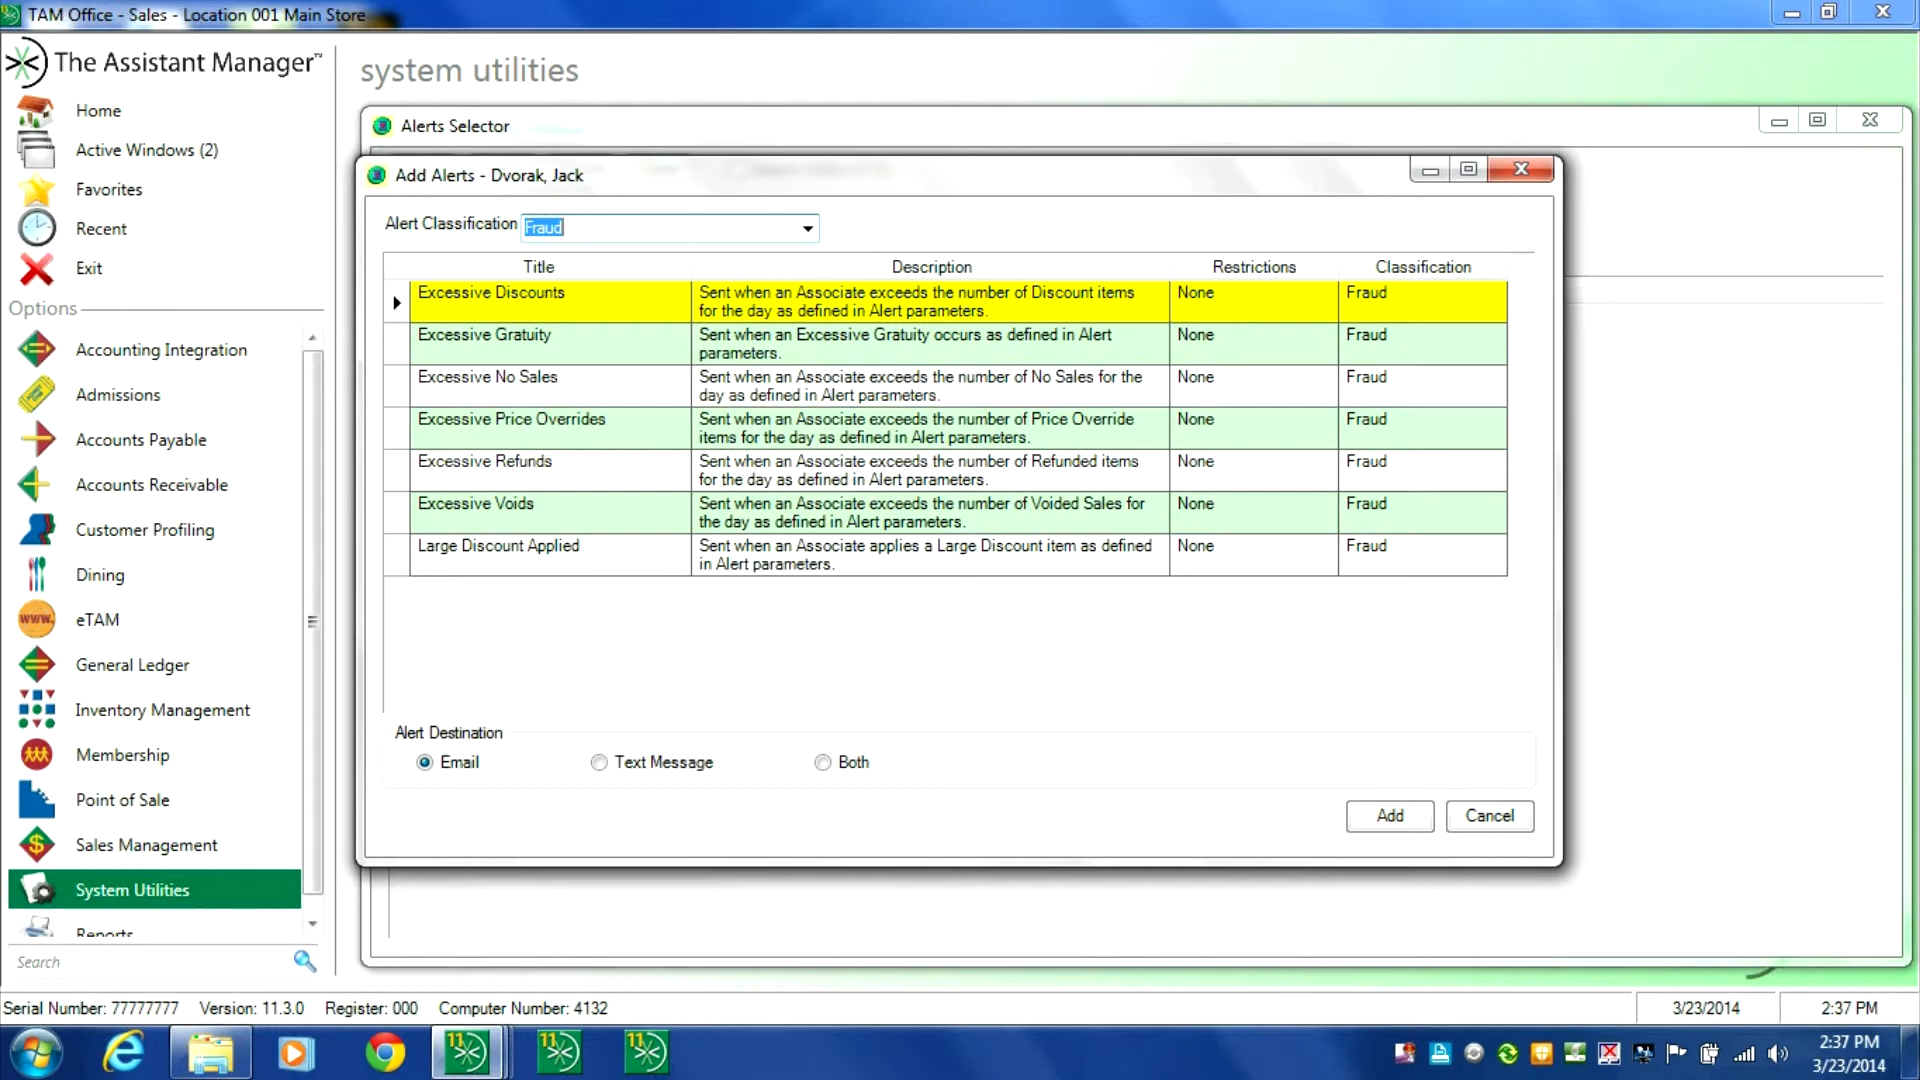 TAM Office - Sales - Location 001 Main Store
The Assistant Manager™
system utilities
Home
Active Windows (2)
Favorites
Recent
Exit
Options
Accounting Integration
Admissions
Accounts Payable
Accounts Receivable
Customer Profiling
Dining
www.
eTAM
General Ledger
Inventory Management
Membership
Point of Sale
Sales Management
System Utilities
Reports
Search
Alerts Selector
Add Alerts - Dvorak, Jack
Alert Classification Fraud
Title Description Restrictions Classification
Excessive Discounts Sent when an Associate exceeds the number of Discount items None Fraud
for the day as defined in Alert parameters.
Excessive Gratuity Sent when an Excessive Gratuity occurs as defined in Alert None Fraud
parameters.
Excessive No Sales Sent when an Associate exceeds the number of No Sales for the None Fraud
day as defined in Alert parameters.
Excessive Price Overrides Sent when an Associate exceeds the number of Price Override None Fraud
items for the day as defined in Alert parameters.
Excessive Refunds Sent when an Associate exceeds the number of Refunded items None Fraud
for the day as defined in Alert parameters.
Excessive Voids Sent when an Associate exceeds the number of Voided Sales for None Fraud
the day as defined in Alert parameters.
Large Discount Applied Sent when an Associate applies a Large Discount item as defined None Fraud
in Alert parameters.
Alert Destination
Email Text Message Both
Add Cancel
Serial Number: 77777777 Version: 11.3.0 Register: 000 Computer Number: 4132 3/23/2014 2:37 PM
11 11 11
2:37 PM
3/23/2014